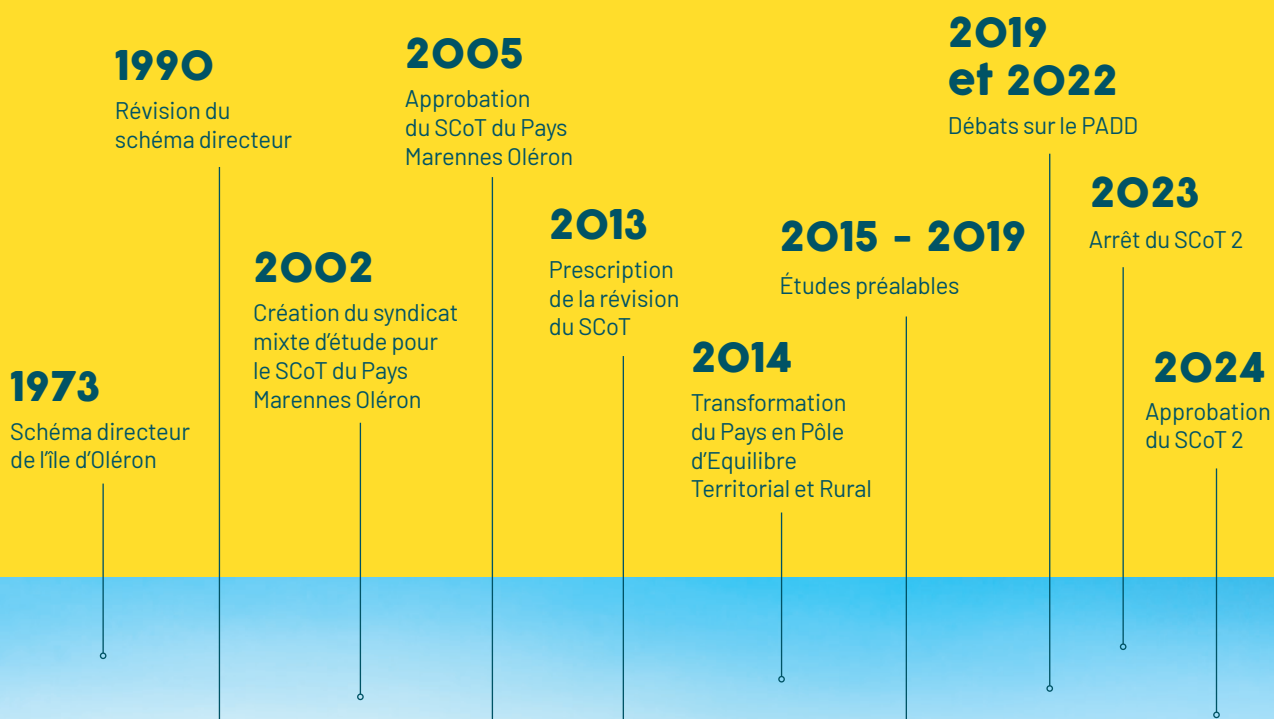 1973
Schéma directeur
de l'île d'Oléron
1990
Révision du
schéma directeur
2002
Création du syndicat
mixte d'étude pour
le SCoT du Pays
Marennes Oléron
2005
Approbation
du SCoT du Pays
Marennes Oléron
2013
Prescription
de la révision
du SCoT
2014
Transformation
du Pays en Pôle
d'Equilibre
Territorial et Rural
2015 - 2019
Études préalables
2019
et 2022
Débats sur le PADD
2023
Arrêt du SCoT 2
2024
Approbation
du SCoT 2